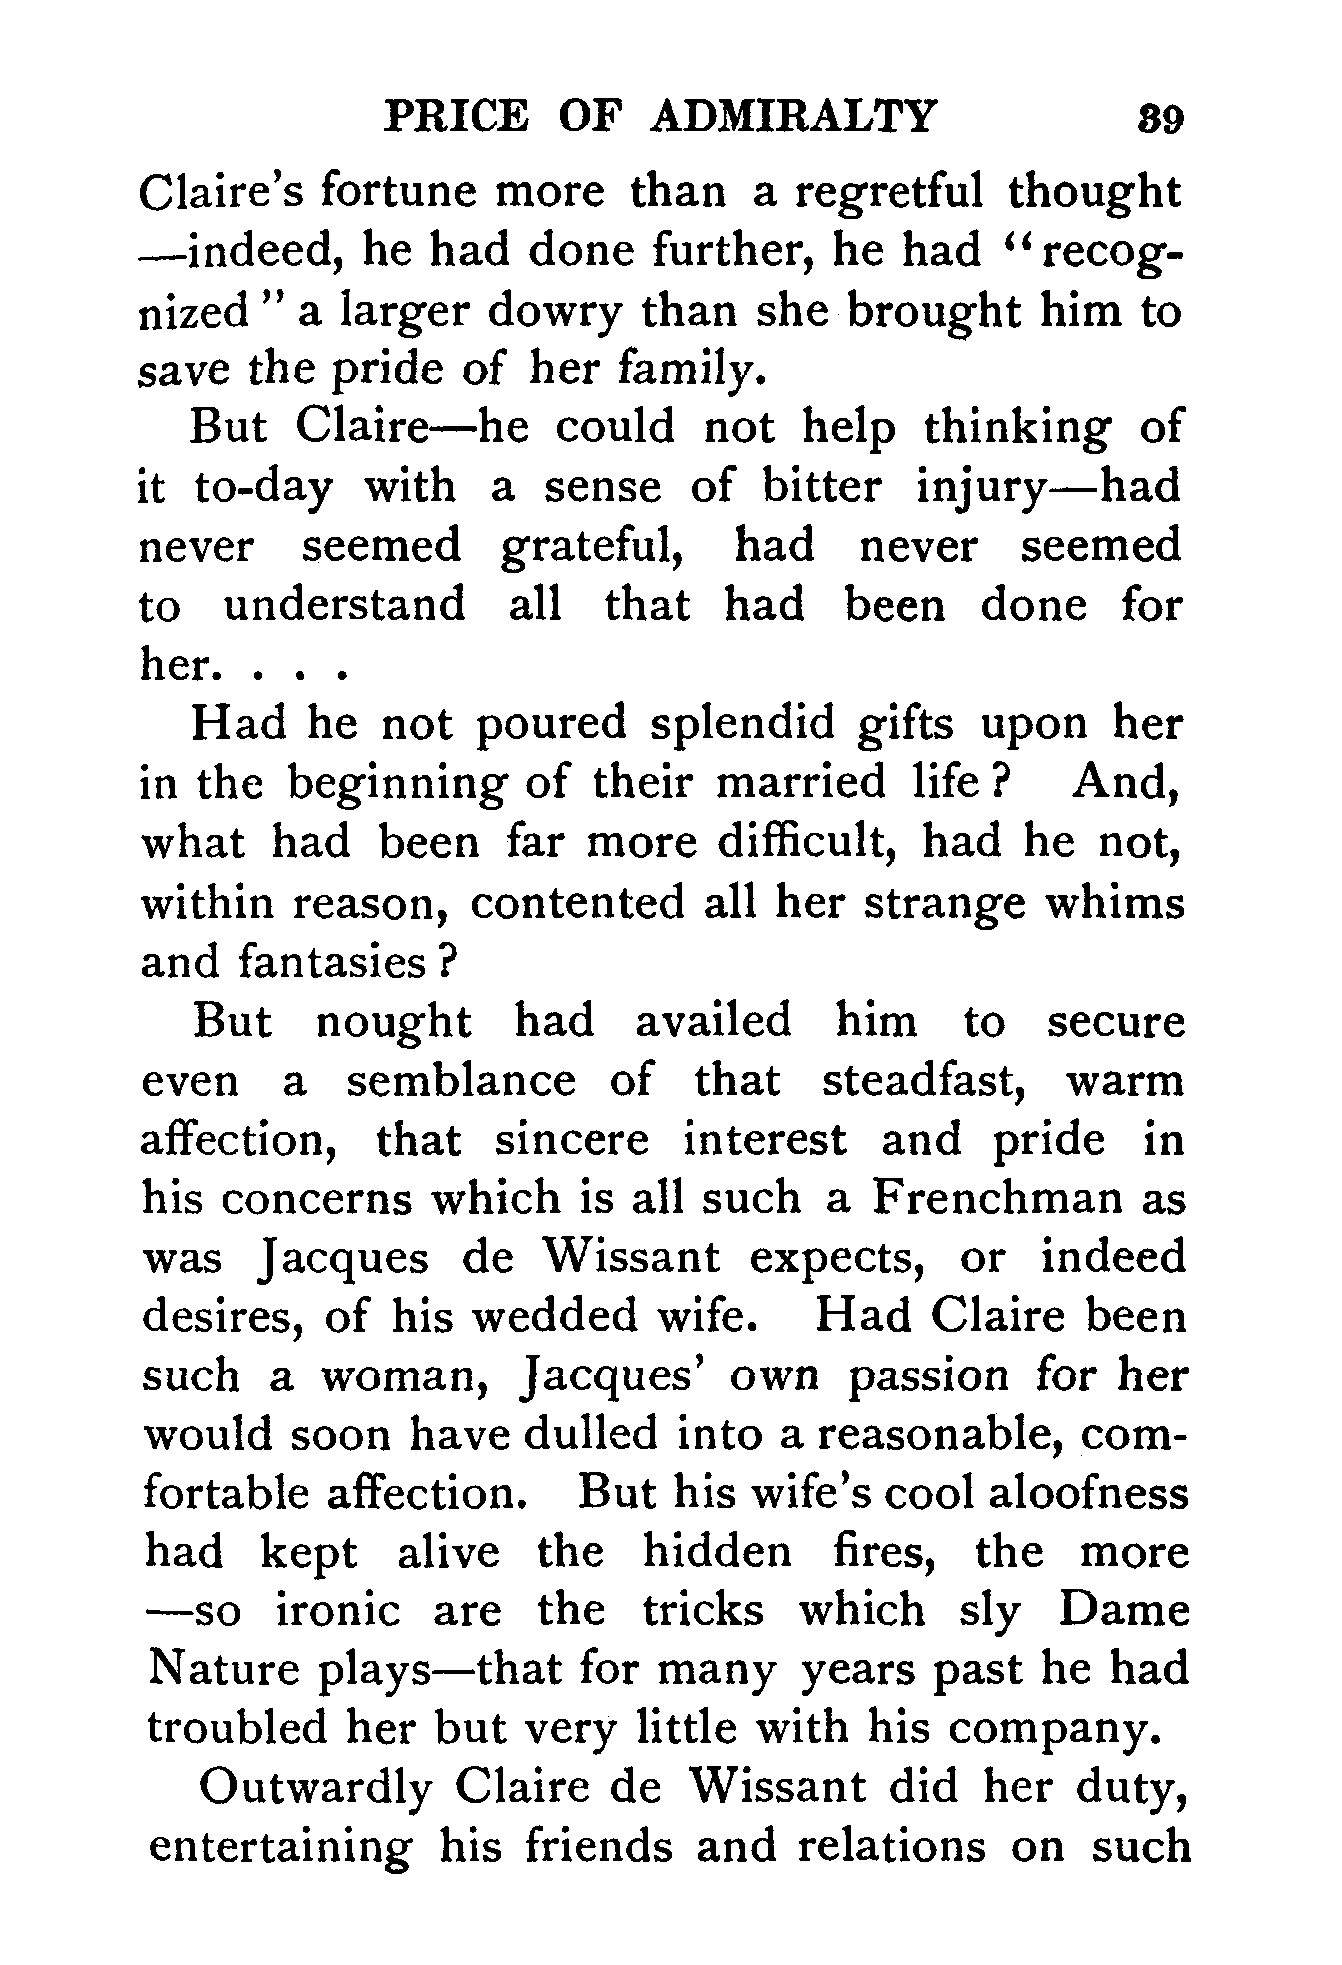 PRICE OF ADMIRALTY 39
Claire's fortune more than a regretful thought
—indeed, he had done further, he had “recog-
nized” a larger dowry than she brought him to
save the pride of her family.
But Claire—he could not help thinking of
it to-day with a sense of bitter injury—had
never seemed grateful, had never seemed
to understand all that had been done for
her. . . .
Had he not poured splendid gifts upon her
in the beginning of their married life? And,
what had been far more difficult, had he not,
within reason, contented all her strange whims
and fantasies?
But nought had availed him to secure
even a semblance of that steadfast, warm
affection, that sincere interest and pride in
his concerns which is all such a Frenchman as
was Jacques de Wissant expects, or indeed
desires, of his wedded wife. Had Claire been
such a woman, Jacques' own passion for her
would soon have dulled into a reasonable, com-
fortable affection. But his wife's cool aloofness
had kept alive the hidden fires, the more
—so ironic are the tricks which sly Dame
Nature plays—that for many years past he had
troubled her but very little with his company.
Outwardly Claire de Wissant did her duty,
entertaining his friends and relations on such